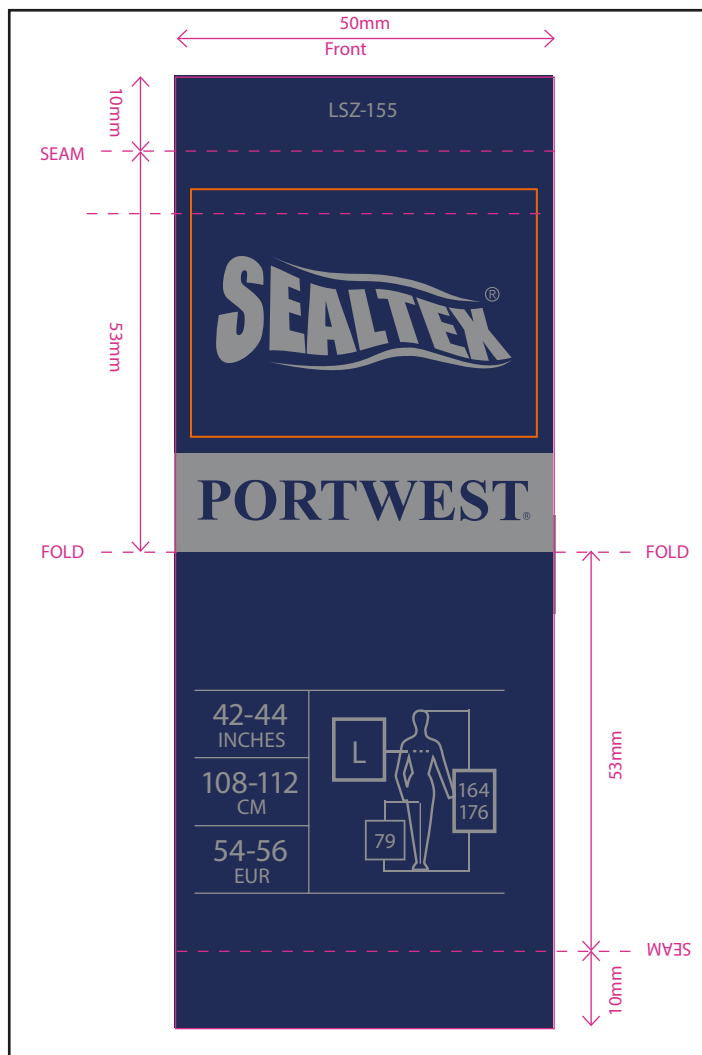 50mm
Front
10mm
LSZ-155
SEAM
53mm
SEALTEX®
PORTWEST®
FOLD
FOLD
42-44
INCHES
108-112
CM
54-56
EUR
L
164
176
79
53mm
SEAM
10mm